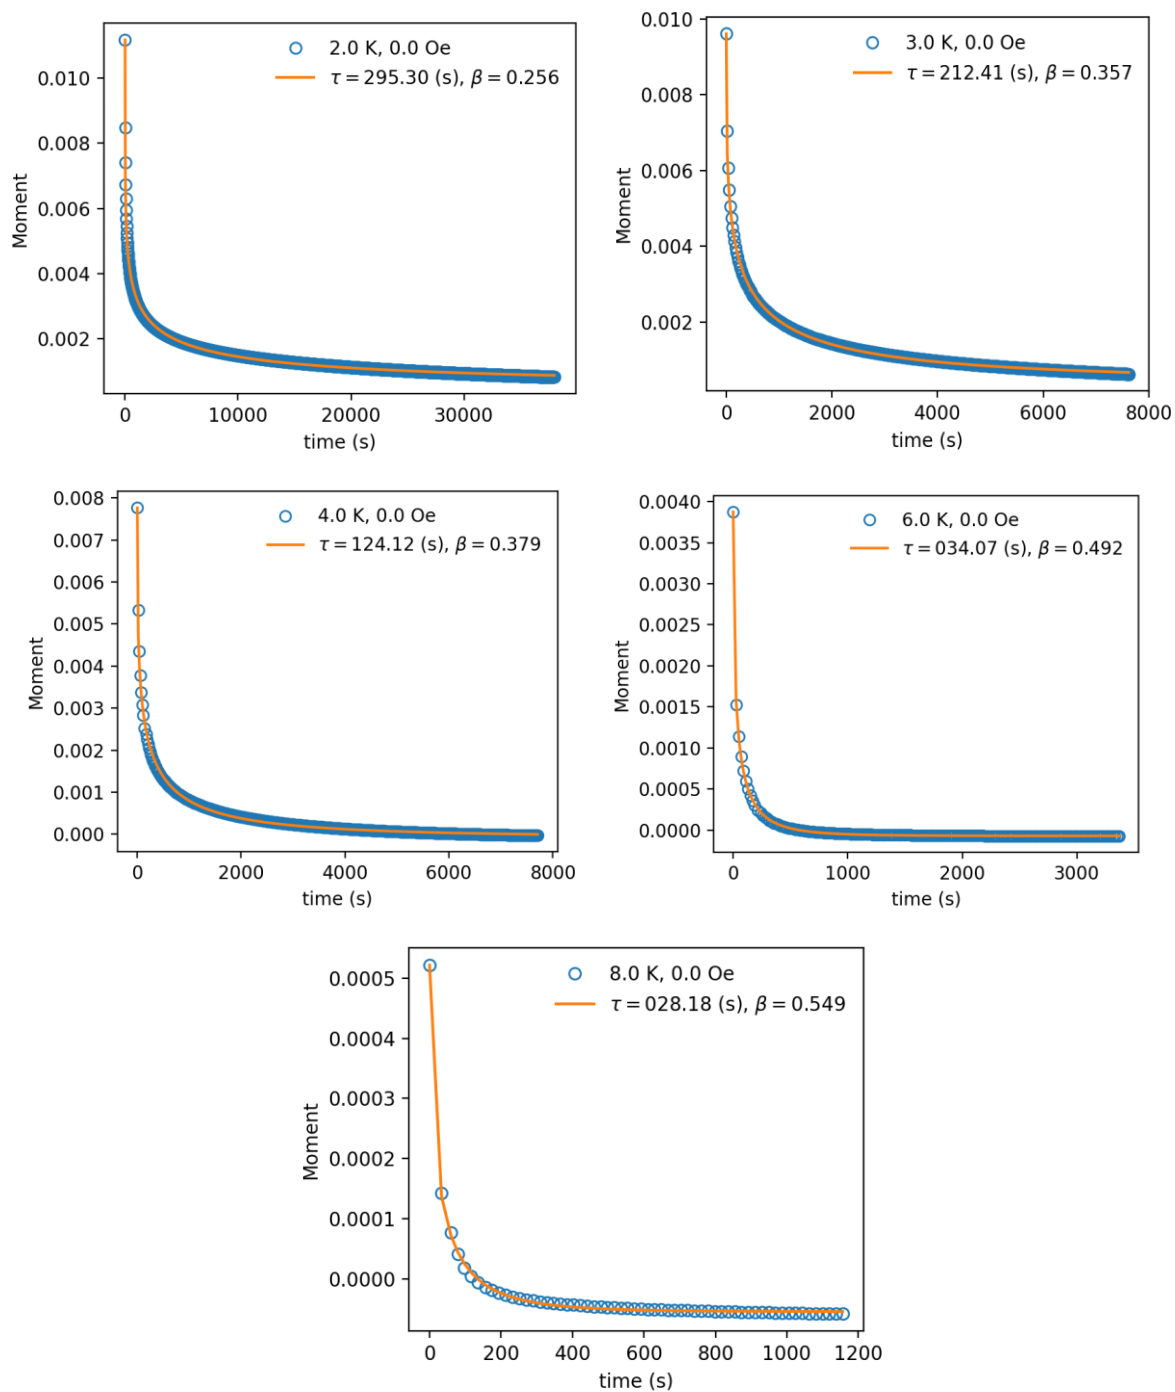 2.0 K, 0.0 Oe
τ = 295.30 (s), β = 0.256
0.010
0.008
0.006
0.004
0.002
Moment
0
10000
20000
30000
time (s)
3.0 K, 0.0 Oe
τ = 212.41 (s), β = 0.357
0.010
0.008
0.006
0.004
0.002
Moment
0
2000
4000
6000
8000
time (s)
4.0 K, 0.0 Oe
τ = 124.12 (s), β = 0.379
0.008
0.007
0.006
0.005
0.004
0.003
0.002
0.001
0.000
Moment
0
2000
4000
6000
8000
time (s)
6.0 K, 0.0 Oe
τ = 034.07 (s), β = 0.492
0.0040
0.0035
0.0030
0.0025
0.0020
0.0015
0.0010
0.0005
0.0000
Moment
0
1000
2000
3000
time (s)
8.0 K, 0.0 Oe
τ = 028.18 (s), β = 0.549
0.0005
0.0004
0.0003
0.0002
0.0001
0.0000
Moment
0
200
400
600
800
1000
1200
time (s)